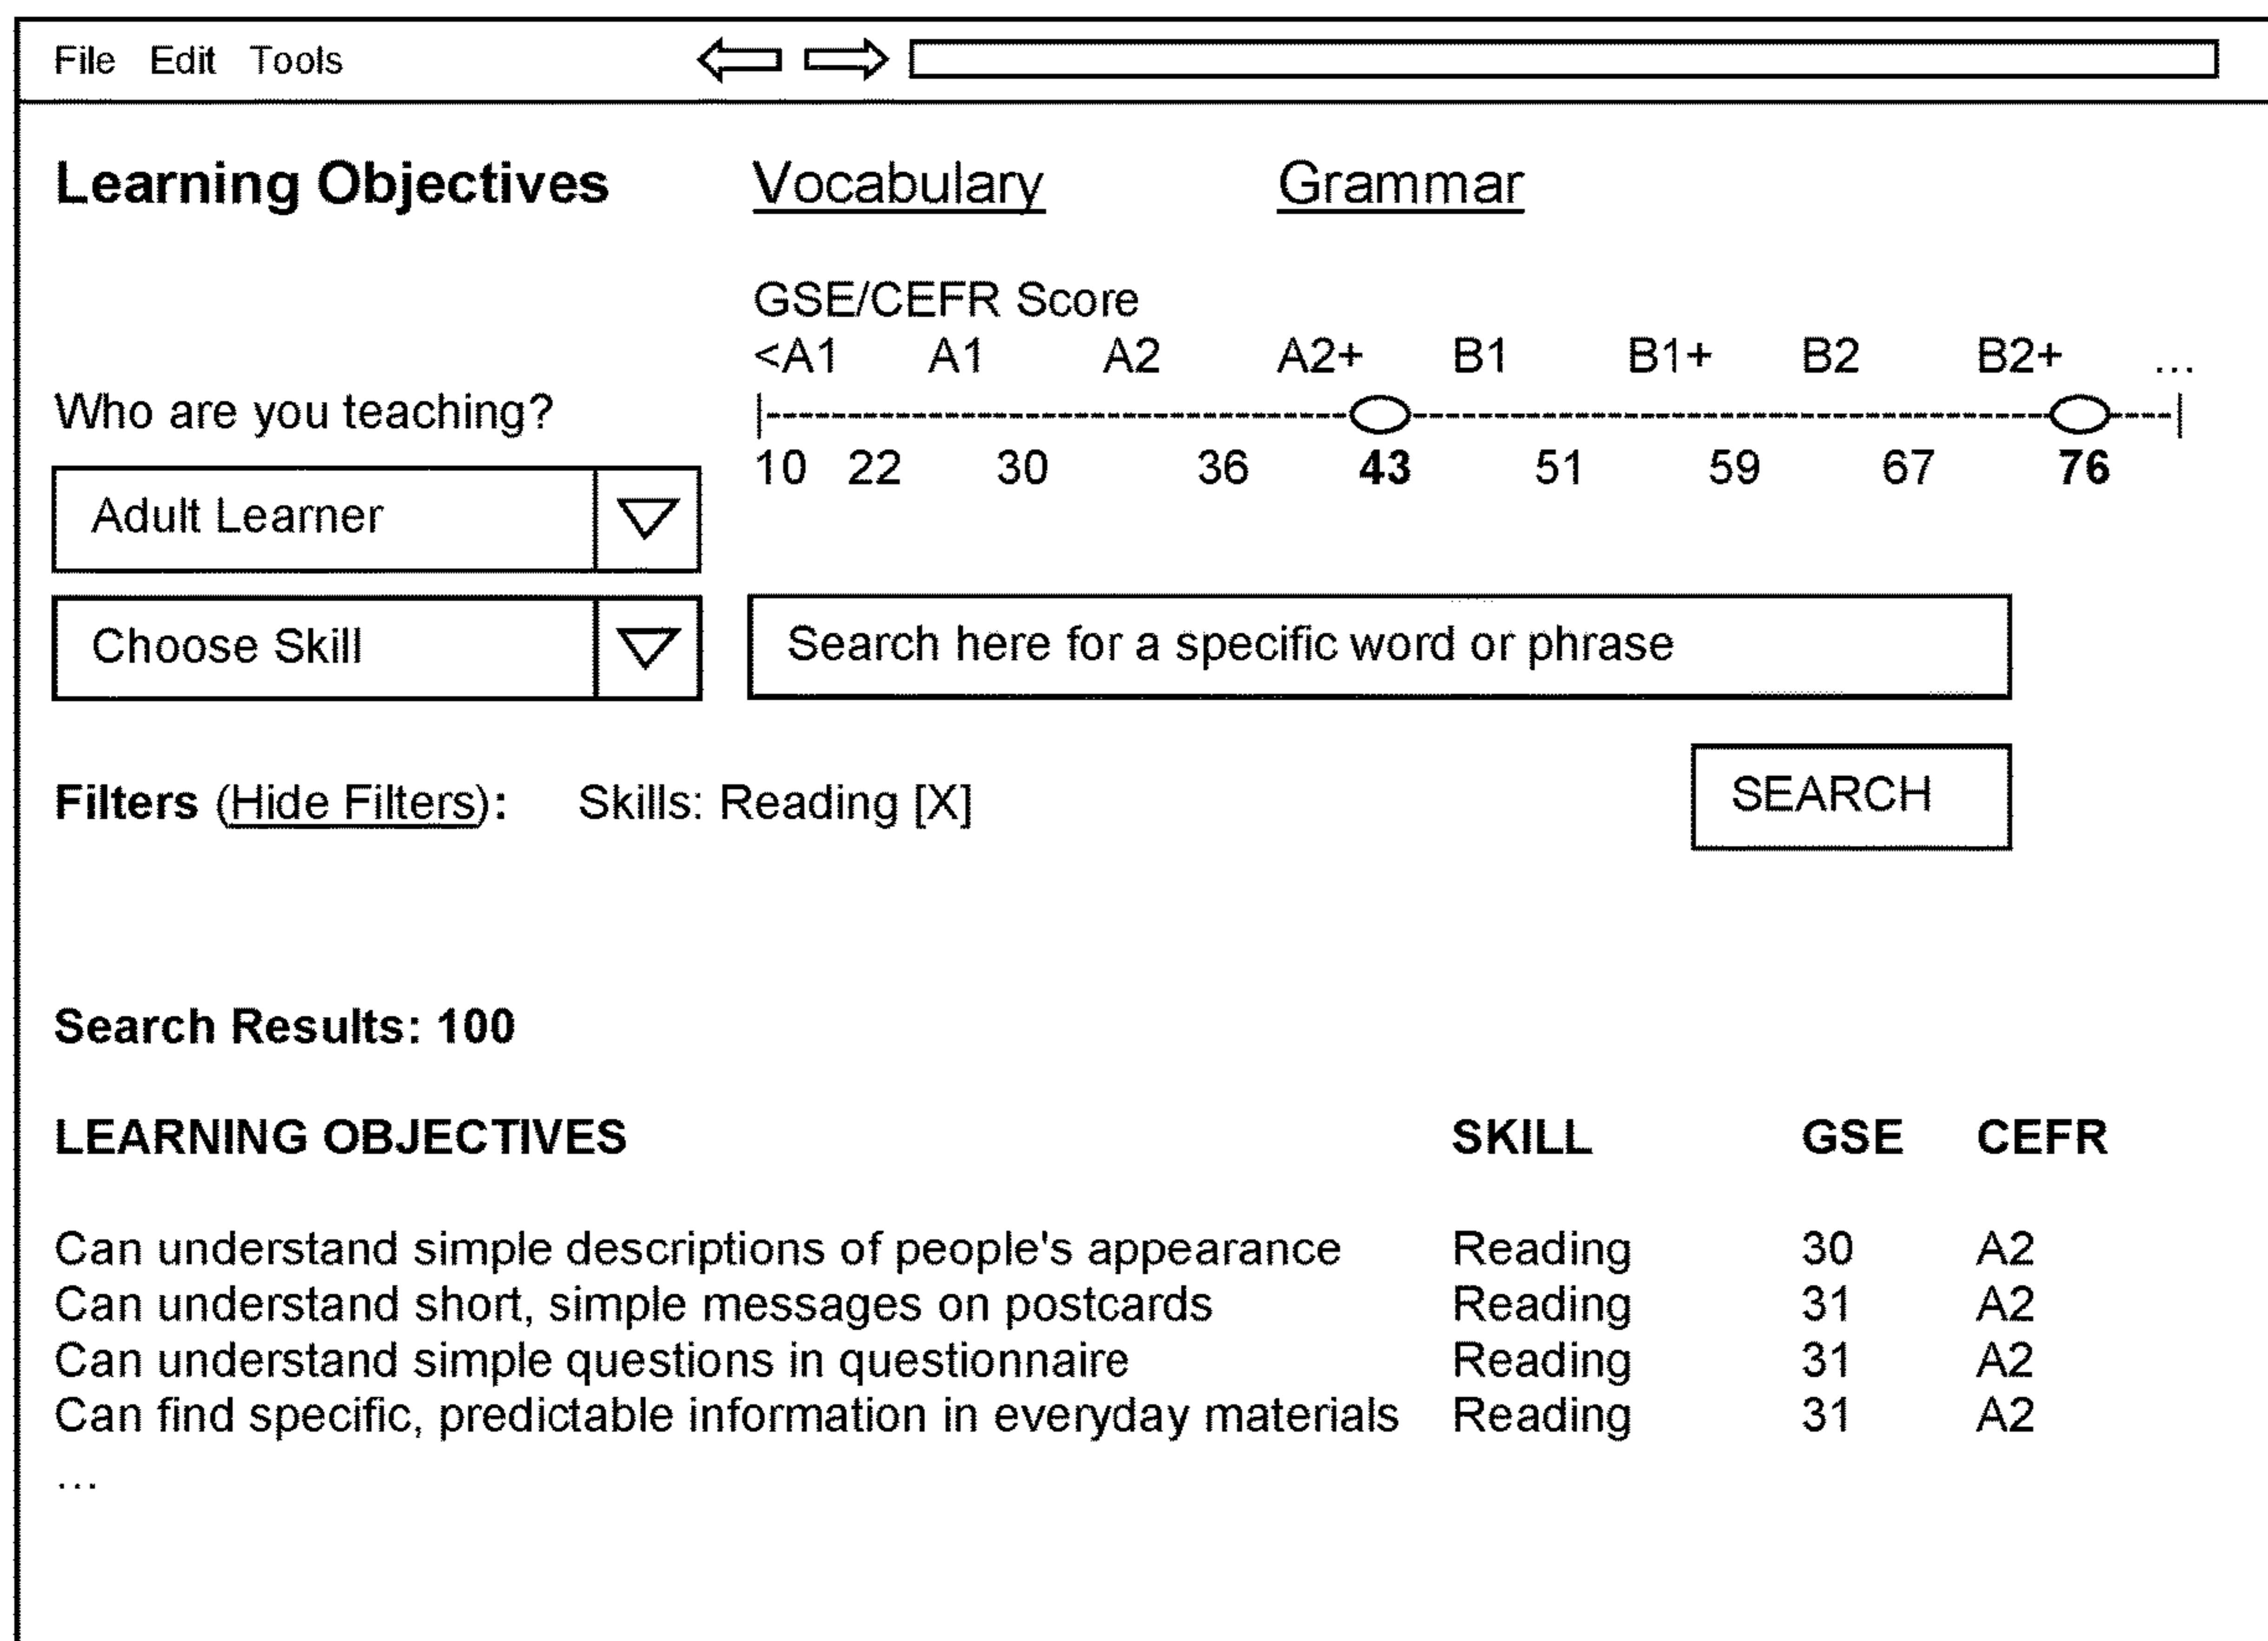 File Edit Tools
Learning Objectives Vocabulary Grammar
GSE/CEFR Score
<A1 A1 A2 A2+ B1 B1+ B2 B2+ ...
Who are you teaching?
10 22 30 36 43 51 59 67 76
Adult Learner
Choose Skill
Search here for a specific word or phrase
Filters (Hide Filters): Skills: Reading [X]
SEARCH
Search Results: 100
LEARNING OBJECTIVES SKILL GSE CEFR
Can understand simple descriptions of people's appearance Reading 30 A2
Can understand short, simple messages on postcards Reading 31 A2
Can understand simple questions in questionnaire Reading 31 A2
Can find specific, predictable information in everyday materials Reading 31 A2
...